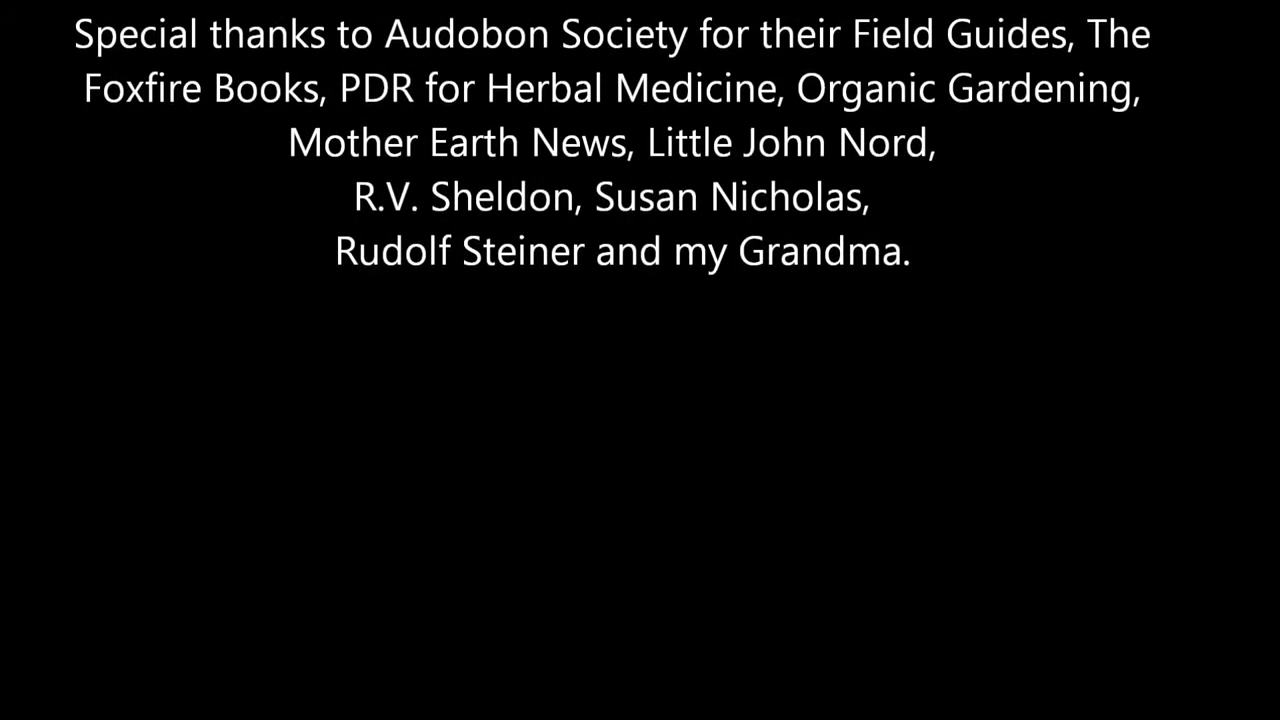 Special thanks to Audobon Society for their Field Guides, The
Foxfire Books, PDR for Herbal Medicine, Organic Gardening,
Mother Earth News, Little John Nord,
R.V. Sheldon, Susan Nicholas,
Rudolf Steiner and my Grandma.